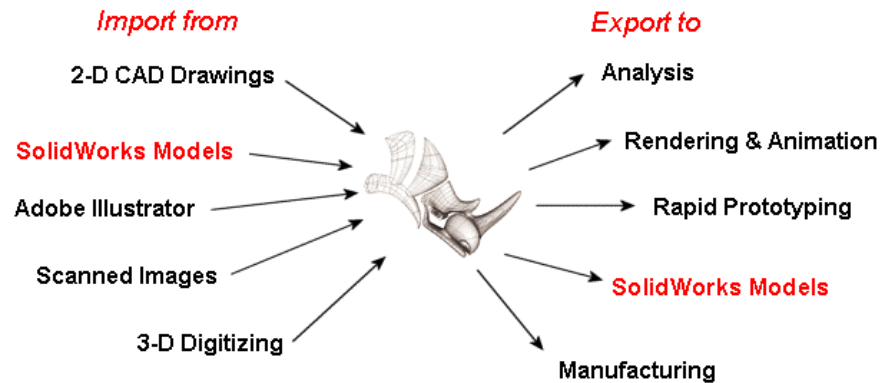 Import from
2-D CAD Drawings
SolidWorks Models
Adobe Illustrator
Scanned Images
3-D Digitizing
Export to
Analysis
Rendering & Animation
Rapid Prototyping
SolidWorks Models
Manufacturing